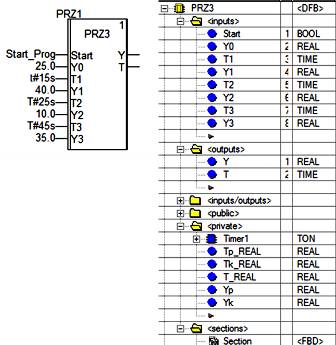 PRZ1
1
PRZ3
Start_Prog Start Y
25.0 Y0 T
t#15s T1
40.0 Y1
T#25s T2
10.0 Y2
T#45s T3
35.0 Y3
PRZ3 <DFB>
<inputs>
Start 1 BOOL
Y0 2 REAL
T1 3 TIME
Y1 4 REAL
T2 5 TIME
Y2 6 REAL
T3 7 TIME
Y3 8 REAL
<outputs>
Y 1 REAL
T 2 TIME
<inputs/outputs>
<public>
<private>
Timer1 TON
Tp_REAL REAL
Tk_REAL REAL
T_REAL REAL
Yp REAL
Yk REAL
<sections>
Section <FBD>